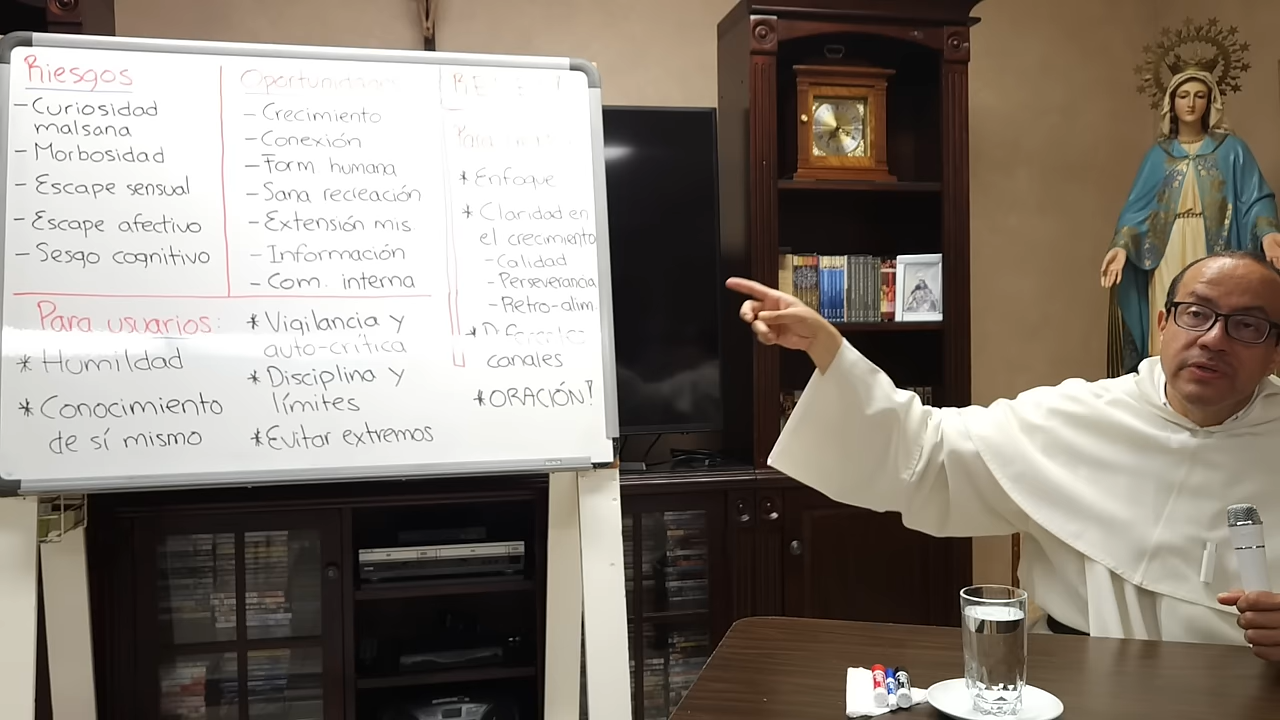 Riesgos
- Curiosidad
malsana
- Morbosidad
- Escape sensual
- Escape afectivo
- Sesgo cognitivo
- Crecimiento
- Conexión
- Form humana
- Sana recreación
- Extensión mis
- Información
- Com. interna
* Enfoque
* Claridad en
el crecimiento
- Calidad
- Perseverancia
- Retro-alim
canales
* ORACIÓN!
Para usuarios:
* Humildad
* Conocimiento
de sí mismo
* Vigilancia y
auto-crítica
* Disciplina y
límites
* Evitar extremos